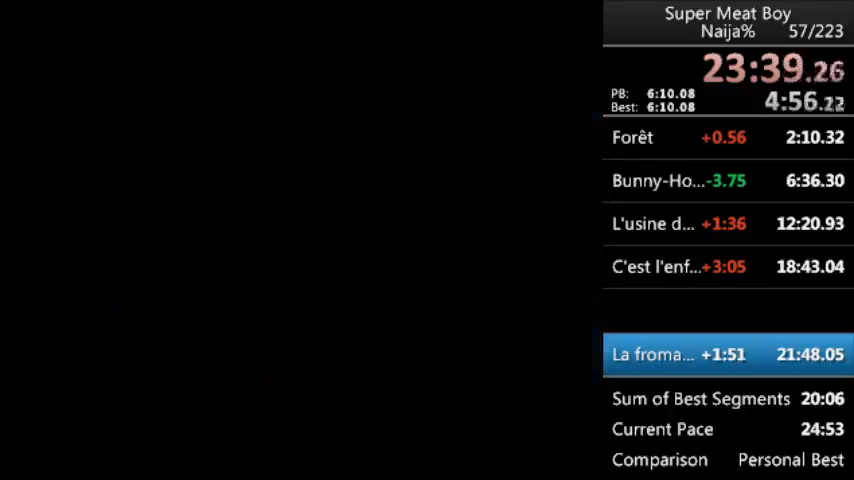 Super Meat Boy
Naija% 57/223
23:39.26
PB: 6:10.08
Best: 6:10.08
4:56.22
Forêt +0.56 2:10.32
Bunny-Ho...-3.75 6:36.30
L'usine d... +1:36 12:20.93
C'est l'enf...+3:05 18:43.04
La froma... +1:51 21:48.05
Sum of Best Segments 20:06
Current Pace 24:53
Comparison Personal Best